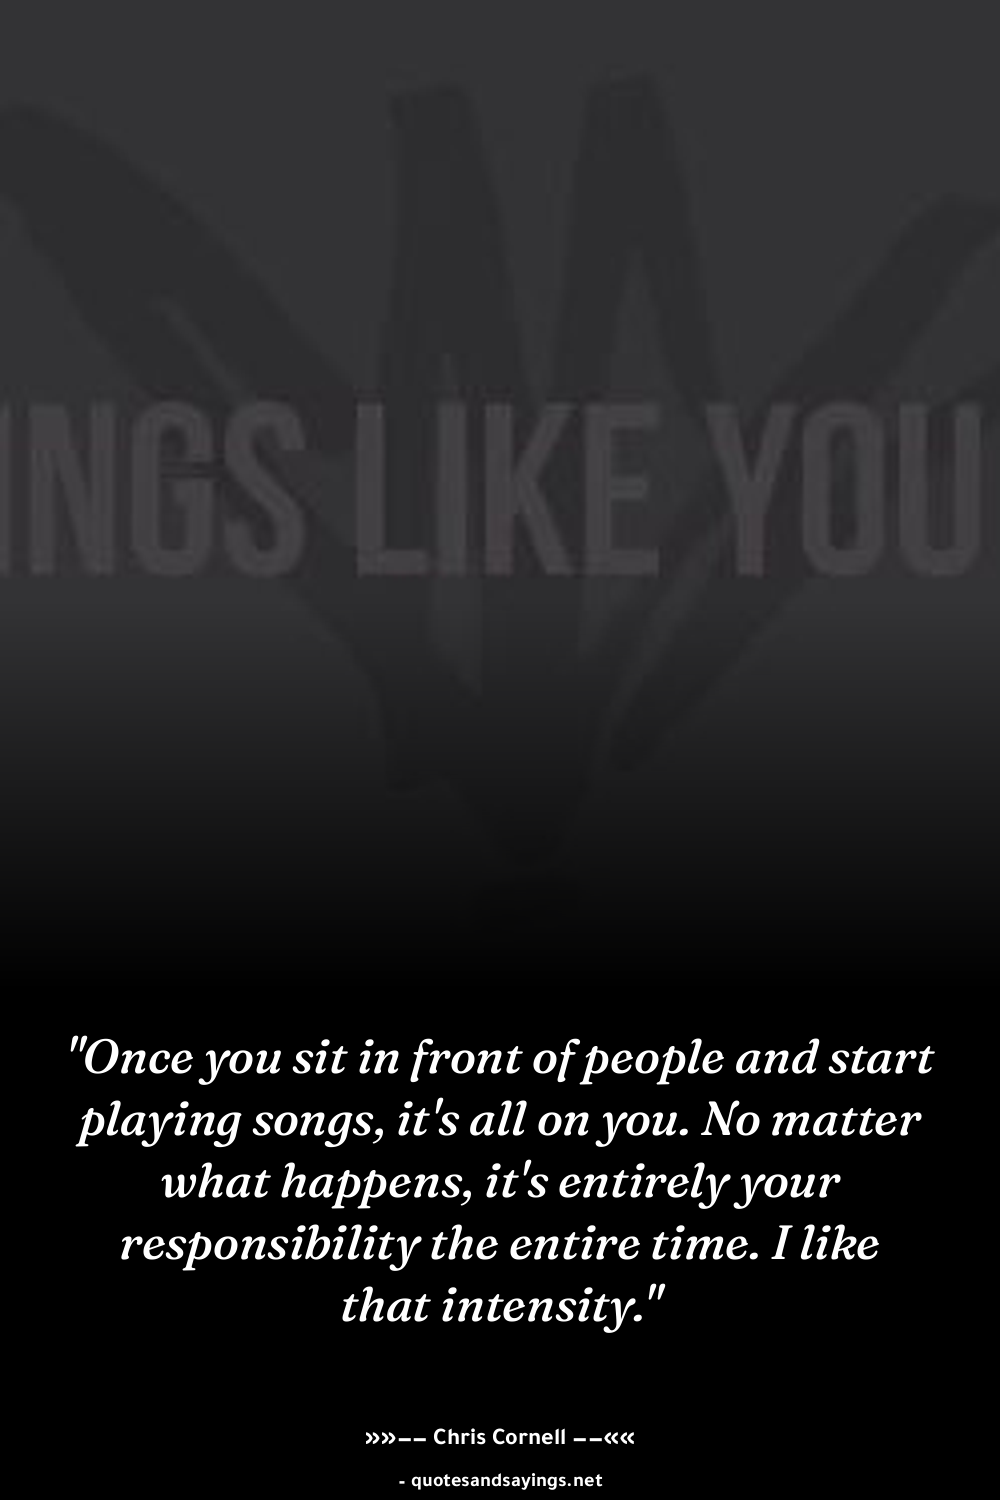 INGS LIKE YOU
"Once you sit in front of people and start
playing songs, it's all on you. No matter
what happens, it's entirely your
responsibility the entire time. I like
that intensity."
»»−− Chris Cornell −−««
- quotesandsayings.net